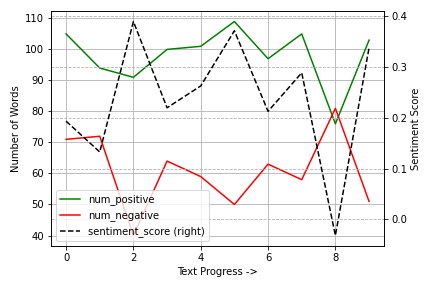 110
100
90
80
70
60
50
40
Number of Words
0.4
0.3
0.2
0.1
0.0
Sentiment Score
num_positive
num_negative
sentiment_score (right)
0 2 4 6 8
Text Progress ->